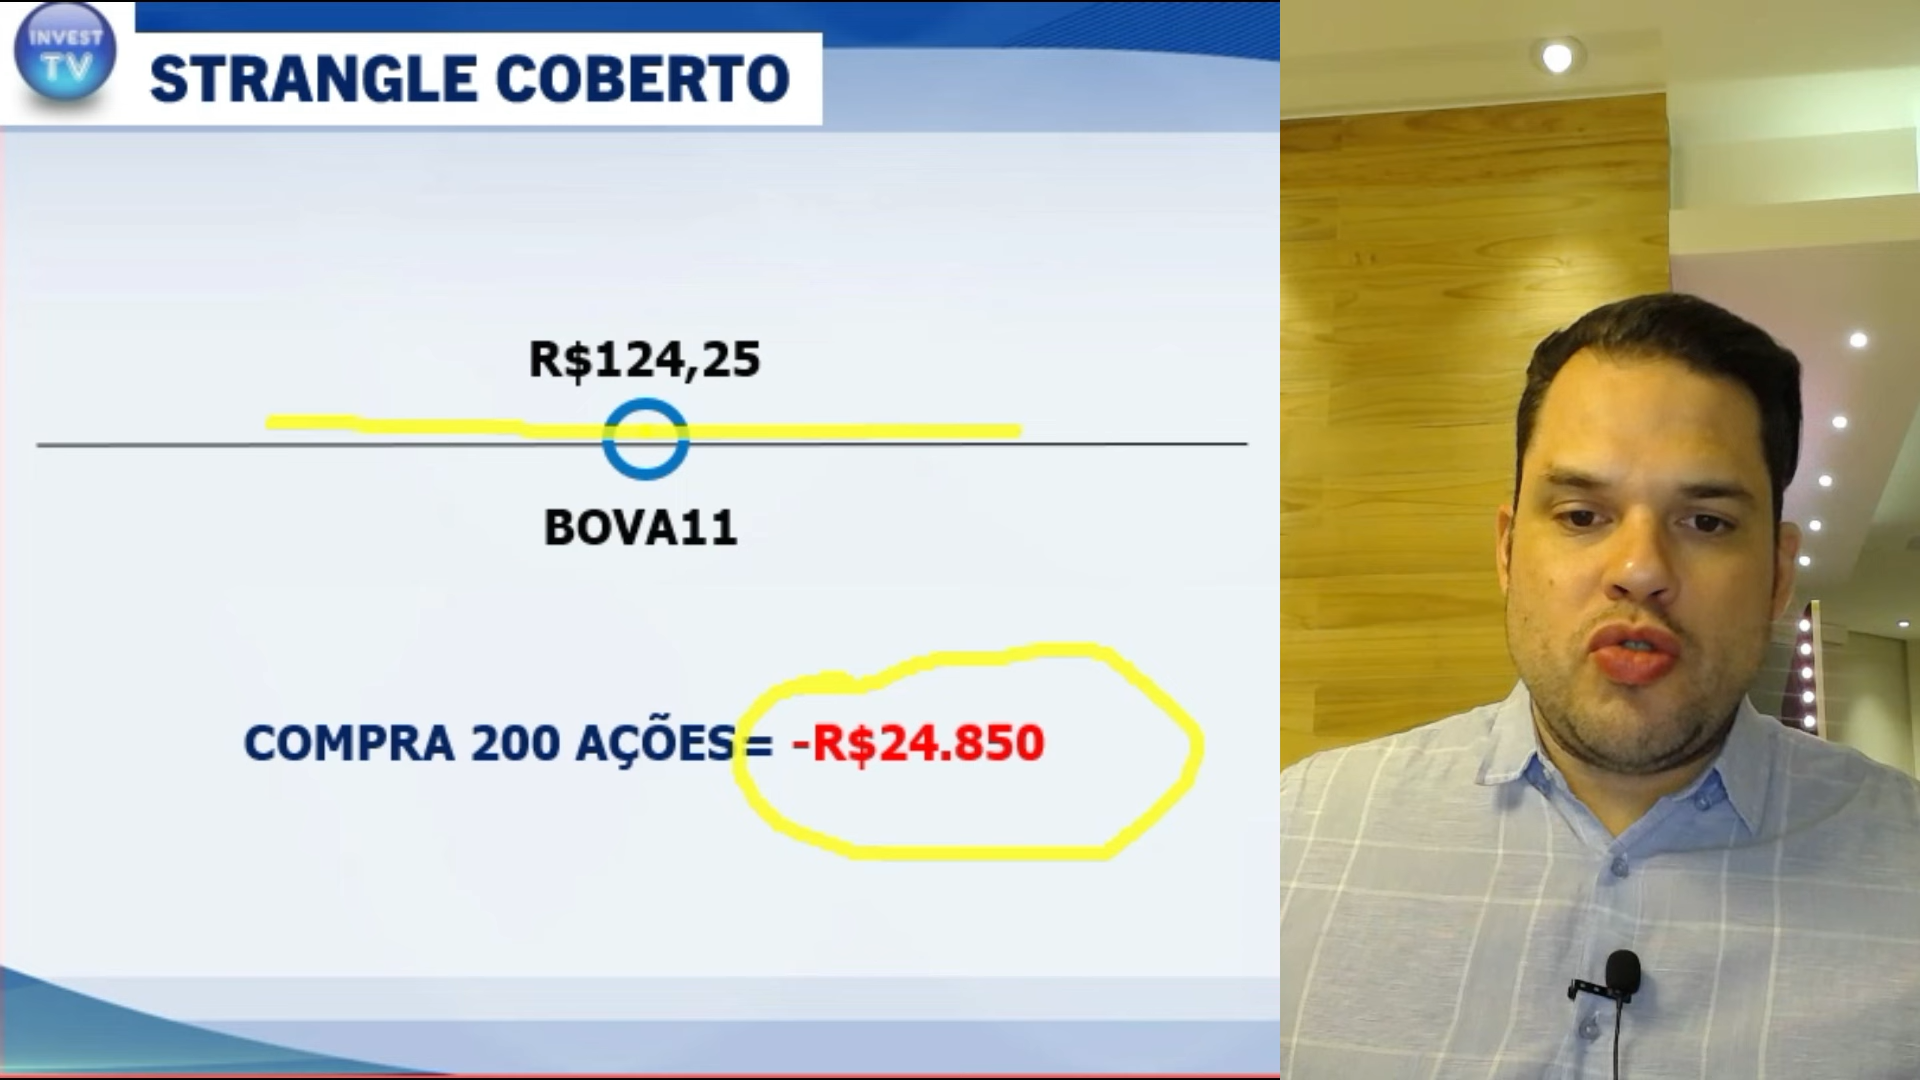 INVEST
TV
STRANGLE COBERTO
R$124,25
BOVA11
COMPRA 200 AÇÕES= -R$24.850